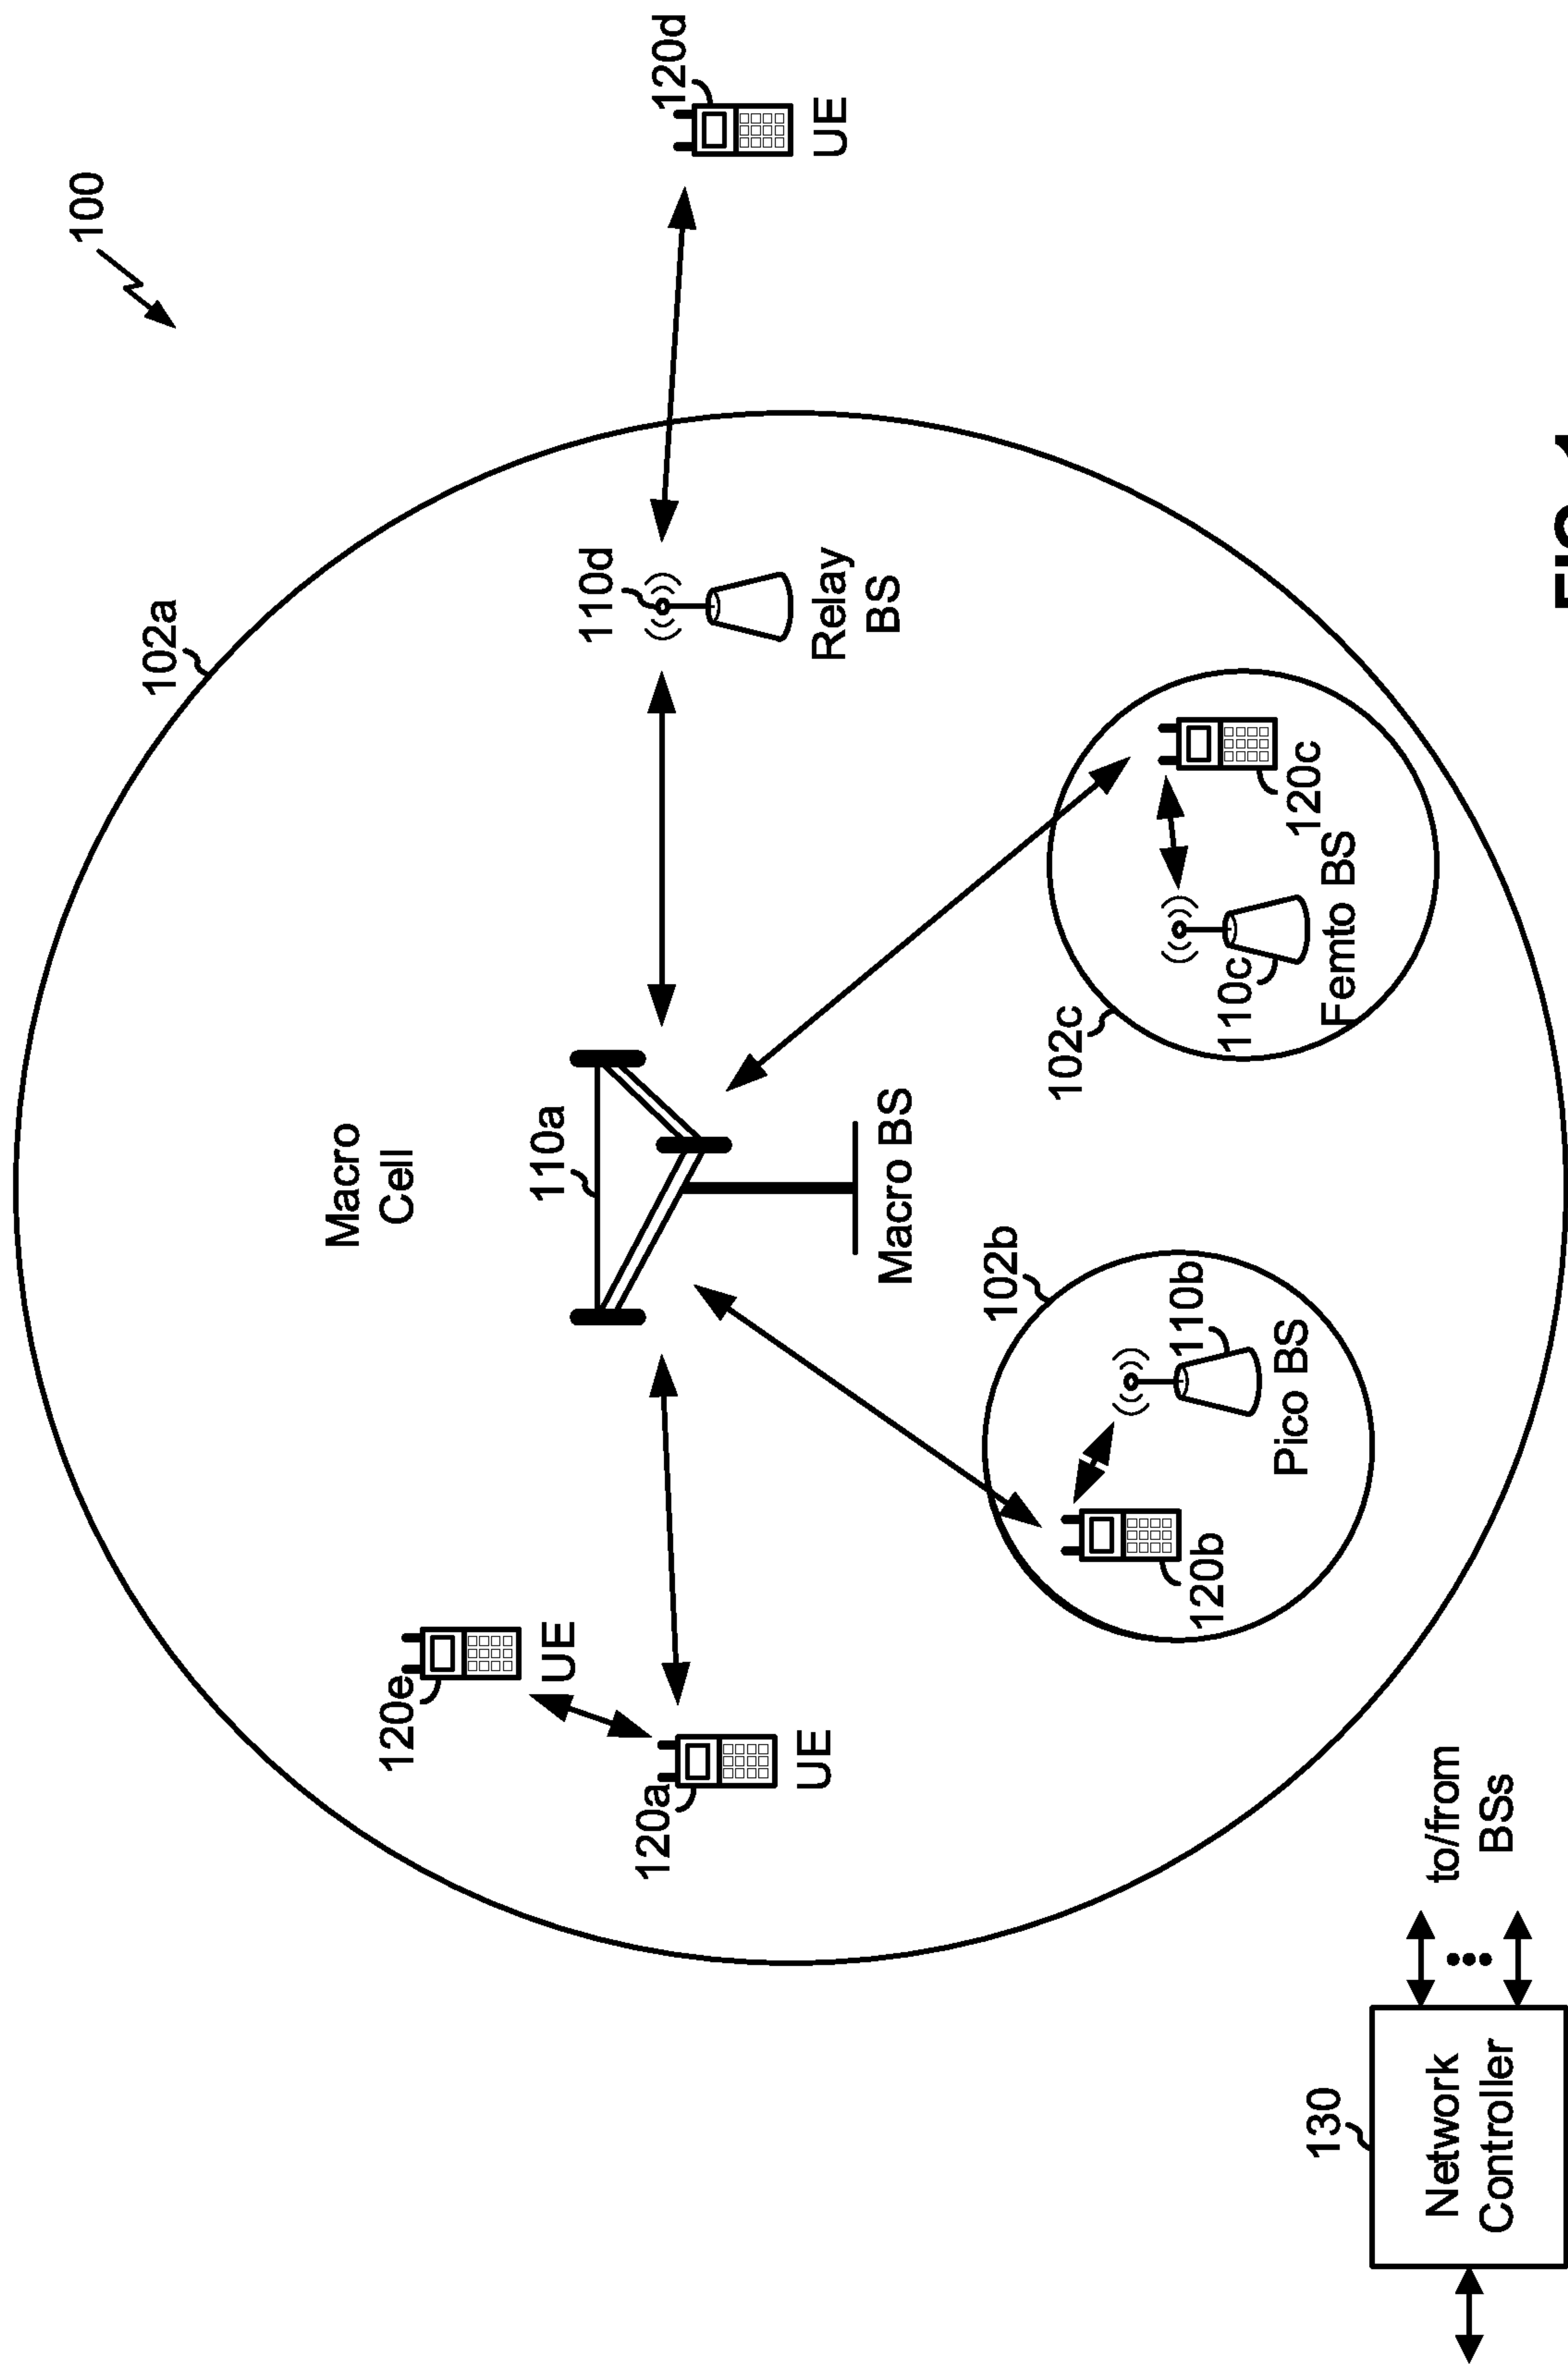 100
102a
Macro
Cell
110a
110d
Relay
BS
120d
UE
120e
UE
120a
UE
Macro BS
102b
110b
Pico BS
120b
102c
110c
Femto BS
120c
130
Network
Controller
to/from
BSs